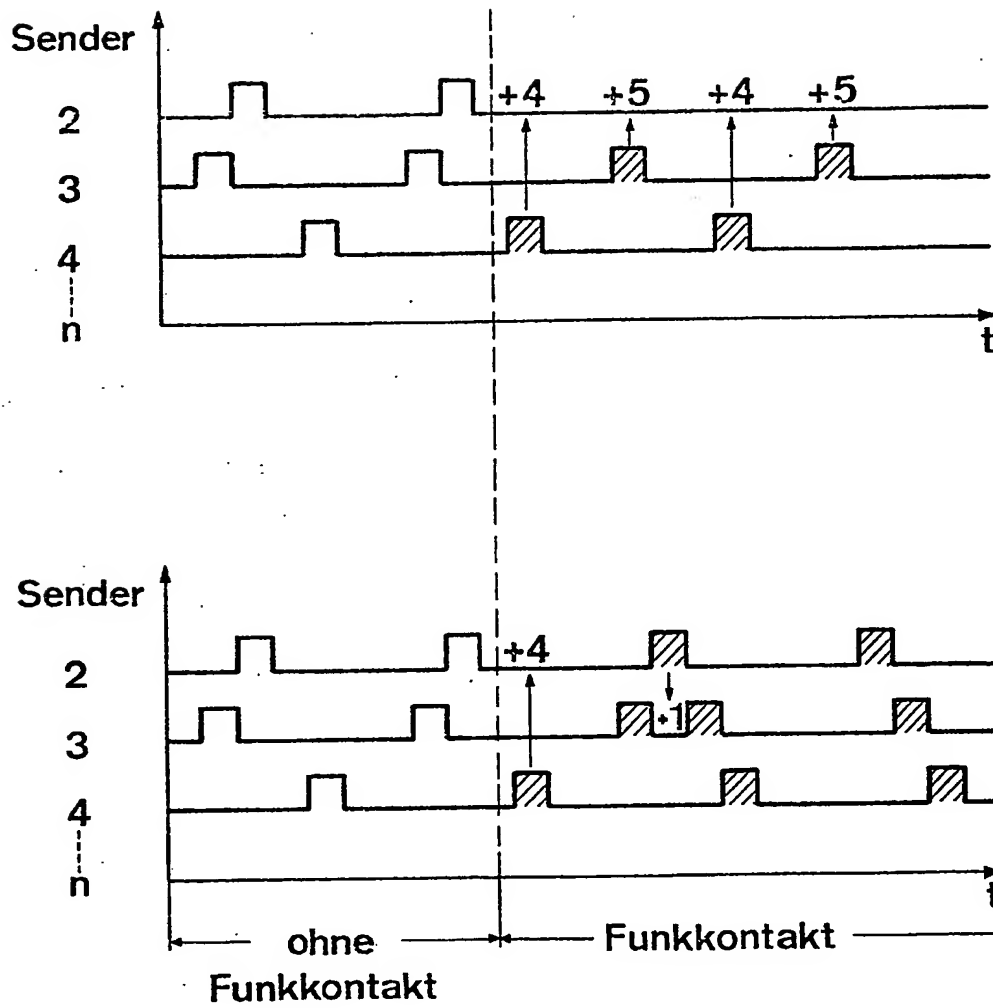 Sender
+4 +5 +4 +5
2
3
4
n
t
Sender
+4
2
+1
3
4
n
t
ohne Funkkontakt
Funkkontakt